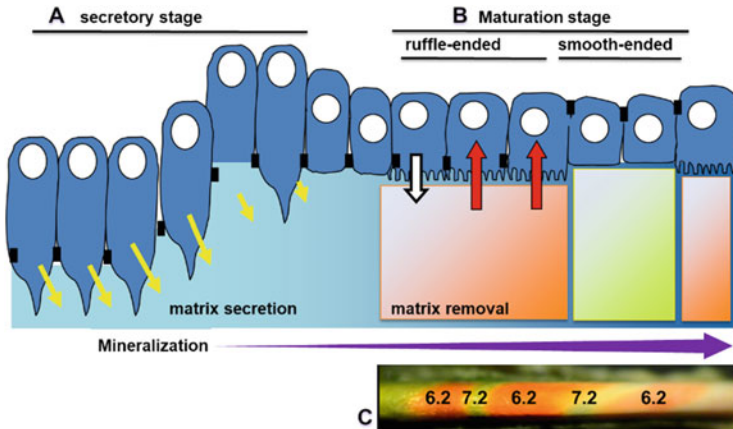 A secretory stage
B Maturation stage
ruffle-ended smooth-ended
matrix secretion
matrix removal
Mineralization
C
6.2 7.2 6.2 7.2 6.2